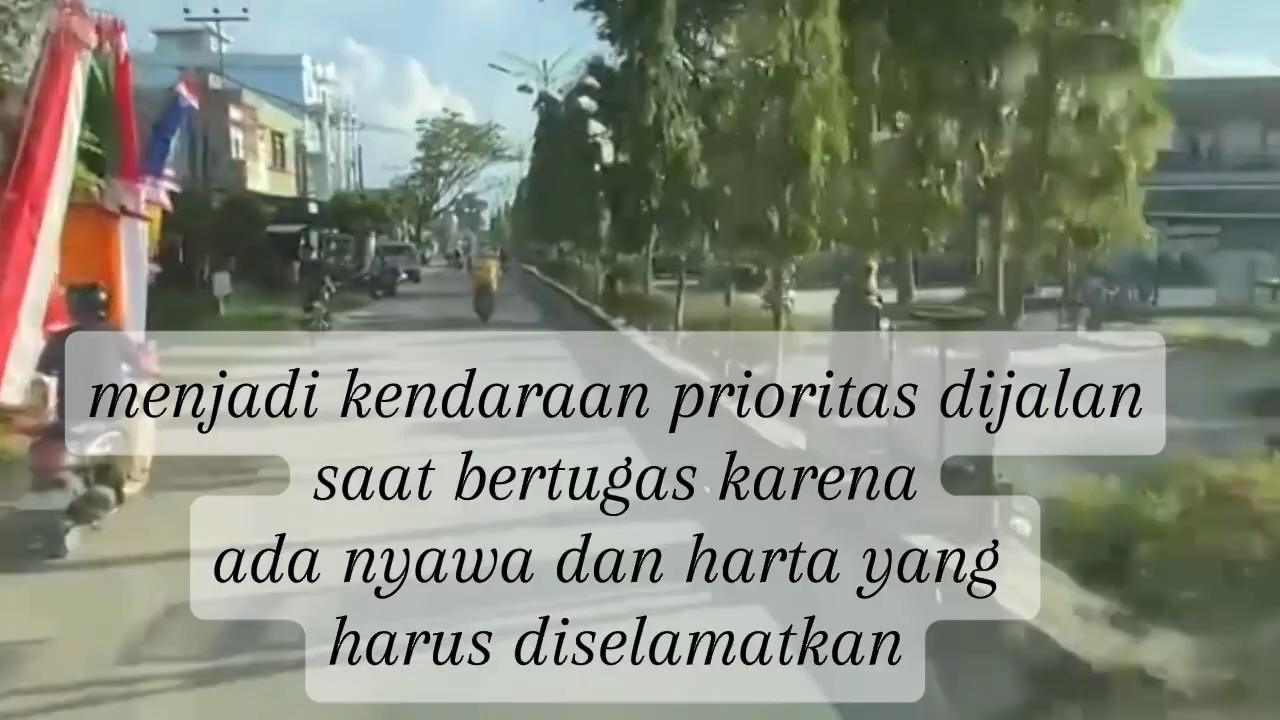 menjadi kendaraan prioritas dijalan
saat bertugas karena
ada nyawa dan harta yang
harus diselamatkan